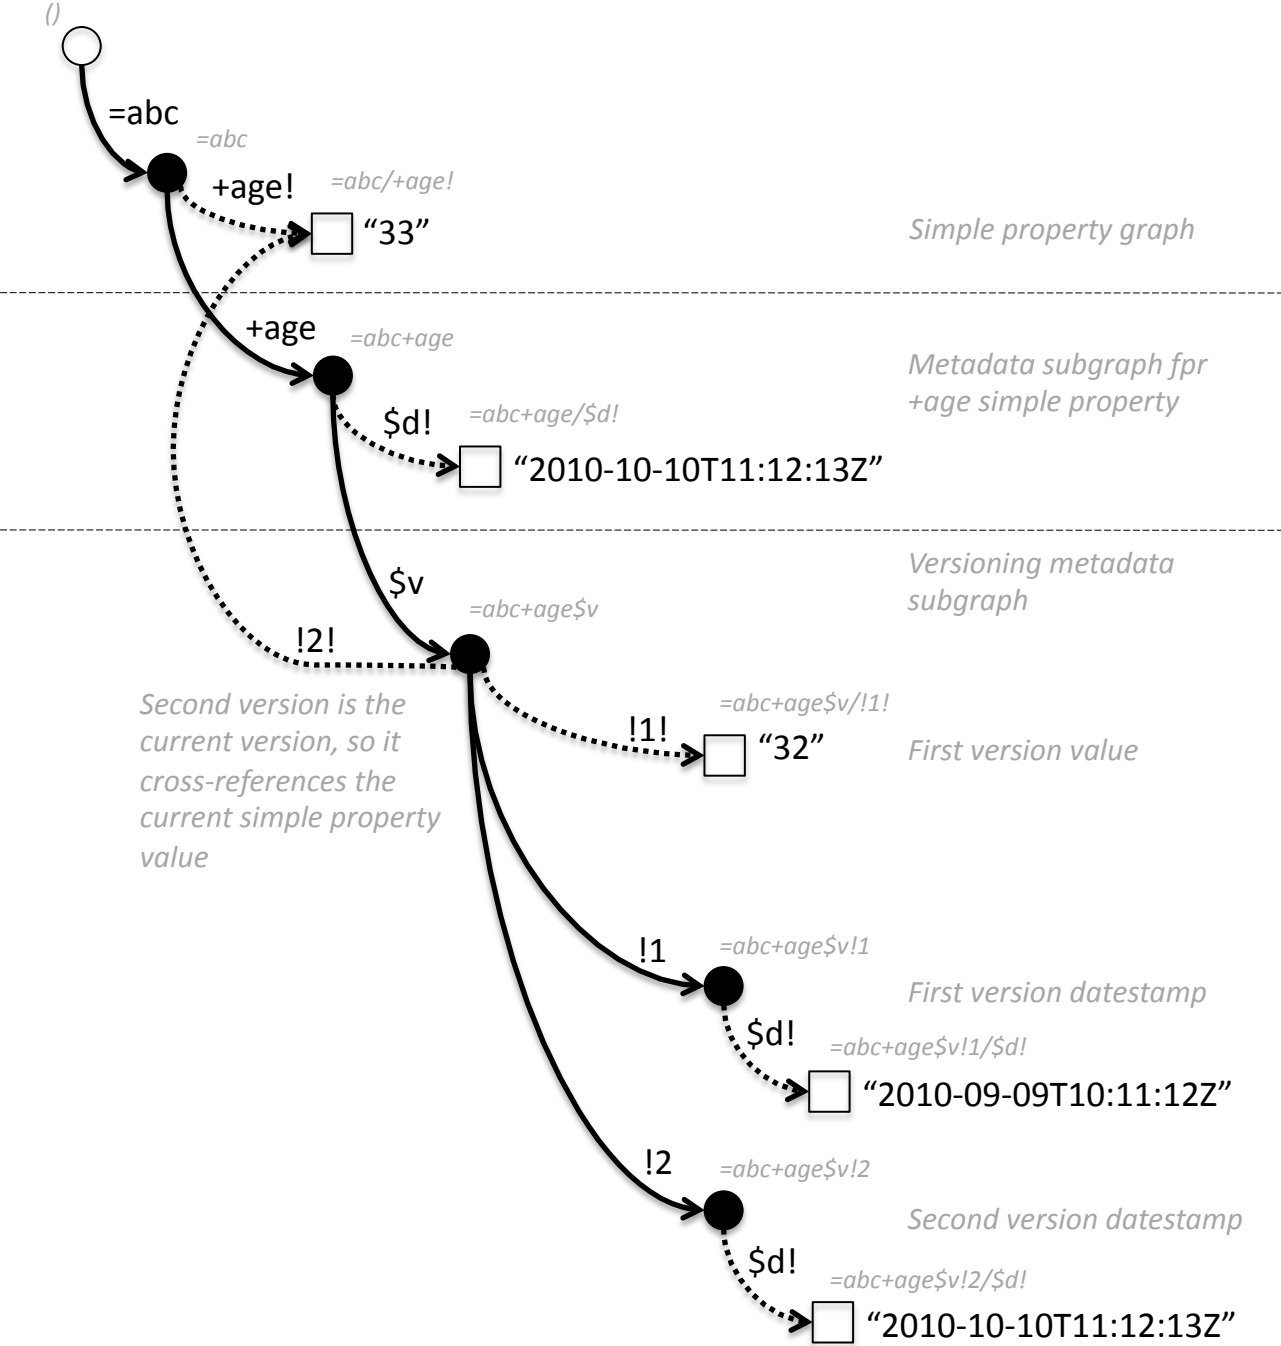 ()
=abc
=abc
+age!
=abc/+age!
“33”
Simple property graph
+age
=abc+age
Metadata subgraph fpr
+age simple property
$d!
=abc+age/$d!
“2010-10-10T11:12:13Z”
Versioning metadata
subgraph
$v
=abc+age$v
!2!
Second version is the
current version, so it
cross-references the
current simple property
value
=abc+age$v/!1!
!1!
“32”
First version value
!1
=abc+age$v!1
First version datestamp
$d!
=abc+age$v!1/$d!
“2010-09-09T10:11:12Z”
!2
=abc+age$v!2
Second version datestamp
$d!
=abc+age$v!2/$d!
“2010-10-10T11:12:13Z”